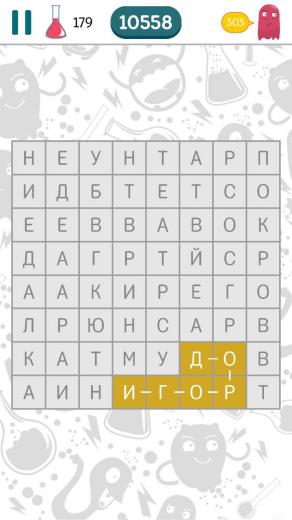 179 10558 303
Н Е У Н Т А Р П
И Д Б Т Е Т С О
Е Е В В А В О К
Д А Г Р Т Й С Р
А А К И Р Е Г О
Л Р Ю Н С А Р В
К А Т М У Д О В
А И Н И Г О Р Т